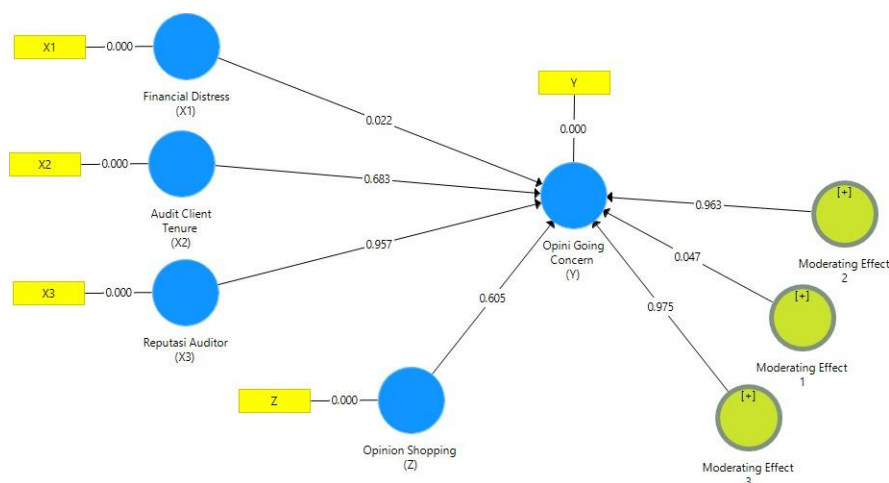 X1
0.000
Financial Distress
(X1)
0.022
Y
0.000
X2
0.000
Audit Client
Tenure
(X2)
0.683
Opini Going
Concern
(Y)
0.963
[+]
Moderating Effect
2
X3
0.000
Reputasi Auditor
(X3)
0.957
0.047
[+]
Moderating Effect
1
0.605
0.975
Z
0.000
Opinion Shopping
(Z)
[+]
Moderating Effect
3